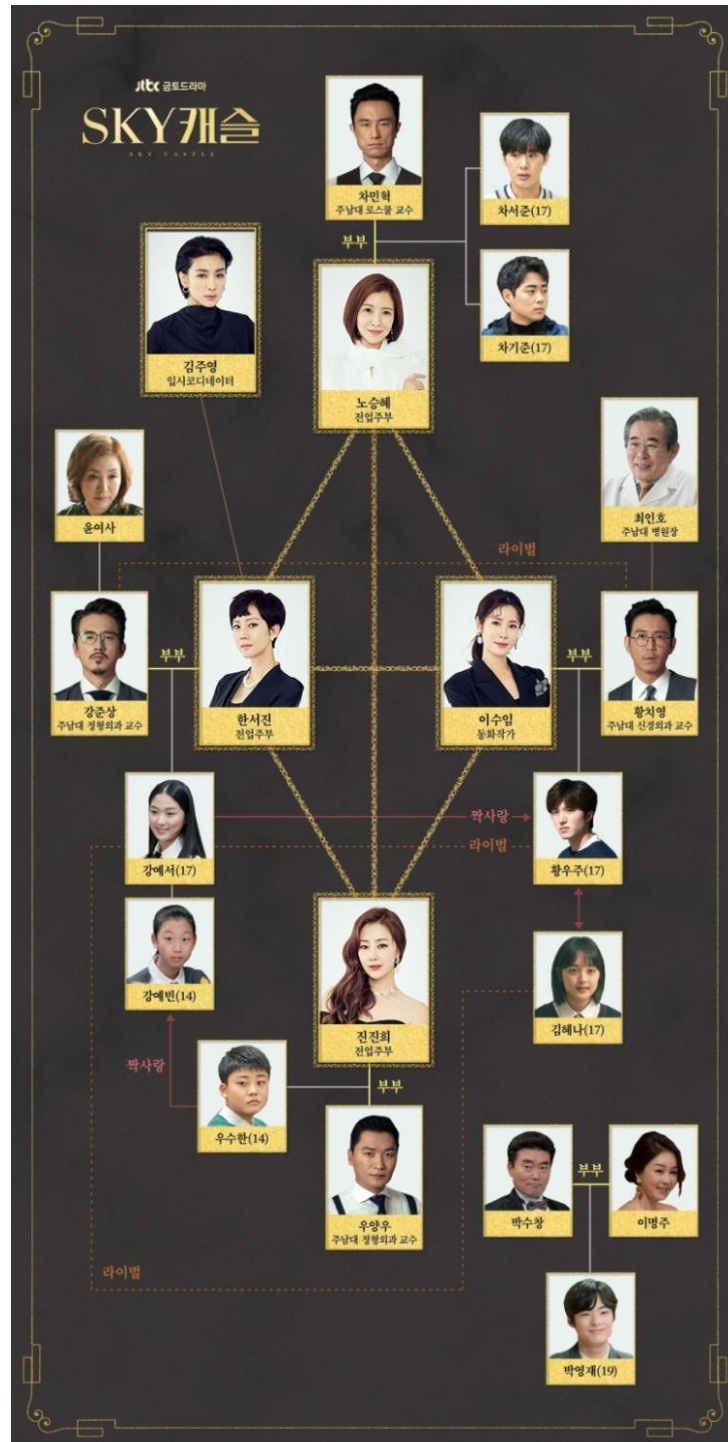 jtbc 금토드라마
SKY 캐슬
SKY CASTLE
차민혁
주남대 로스쿨 교수
차서준(17)
부부
차기준(17)
김주영
입시코디네이터
노승혜
전업주부
윤여사
최인호
주남대 병원장
라이벌
강준상
주남대 정형외과 교수
부부
한서진
전업주부
이수임
동화작가
부부
황치영
주남대 신경외과 교수
짝사랑
라이벌
강예서(17)
황우주(17)
강예빈(14)
진진희
전업주부
김혜나(17)
짝사랑
우수한(14)
부부
우양우
주남대 정형외과 교수
박수창
부부
이명주
라이벌
박영재(19)